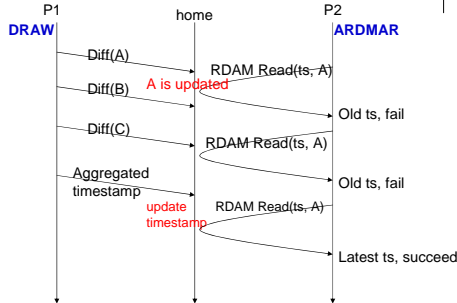 P1
home
P2
DRAW
ARDMAR
Diff(A)
RDAM Read(ts, A)
A is updated
Diff(B)
Old ts, fail
Diff(C)
RDAM Read(ts, A)
Aggregated
timestamp
Old ts, fail
update
timestamp
RDAM Read(ts, A)
Latest ts, succeed